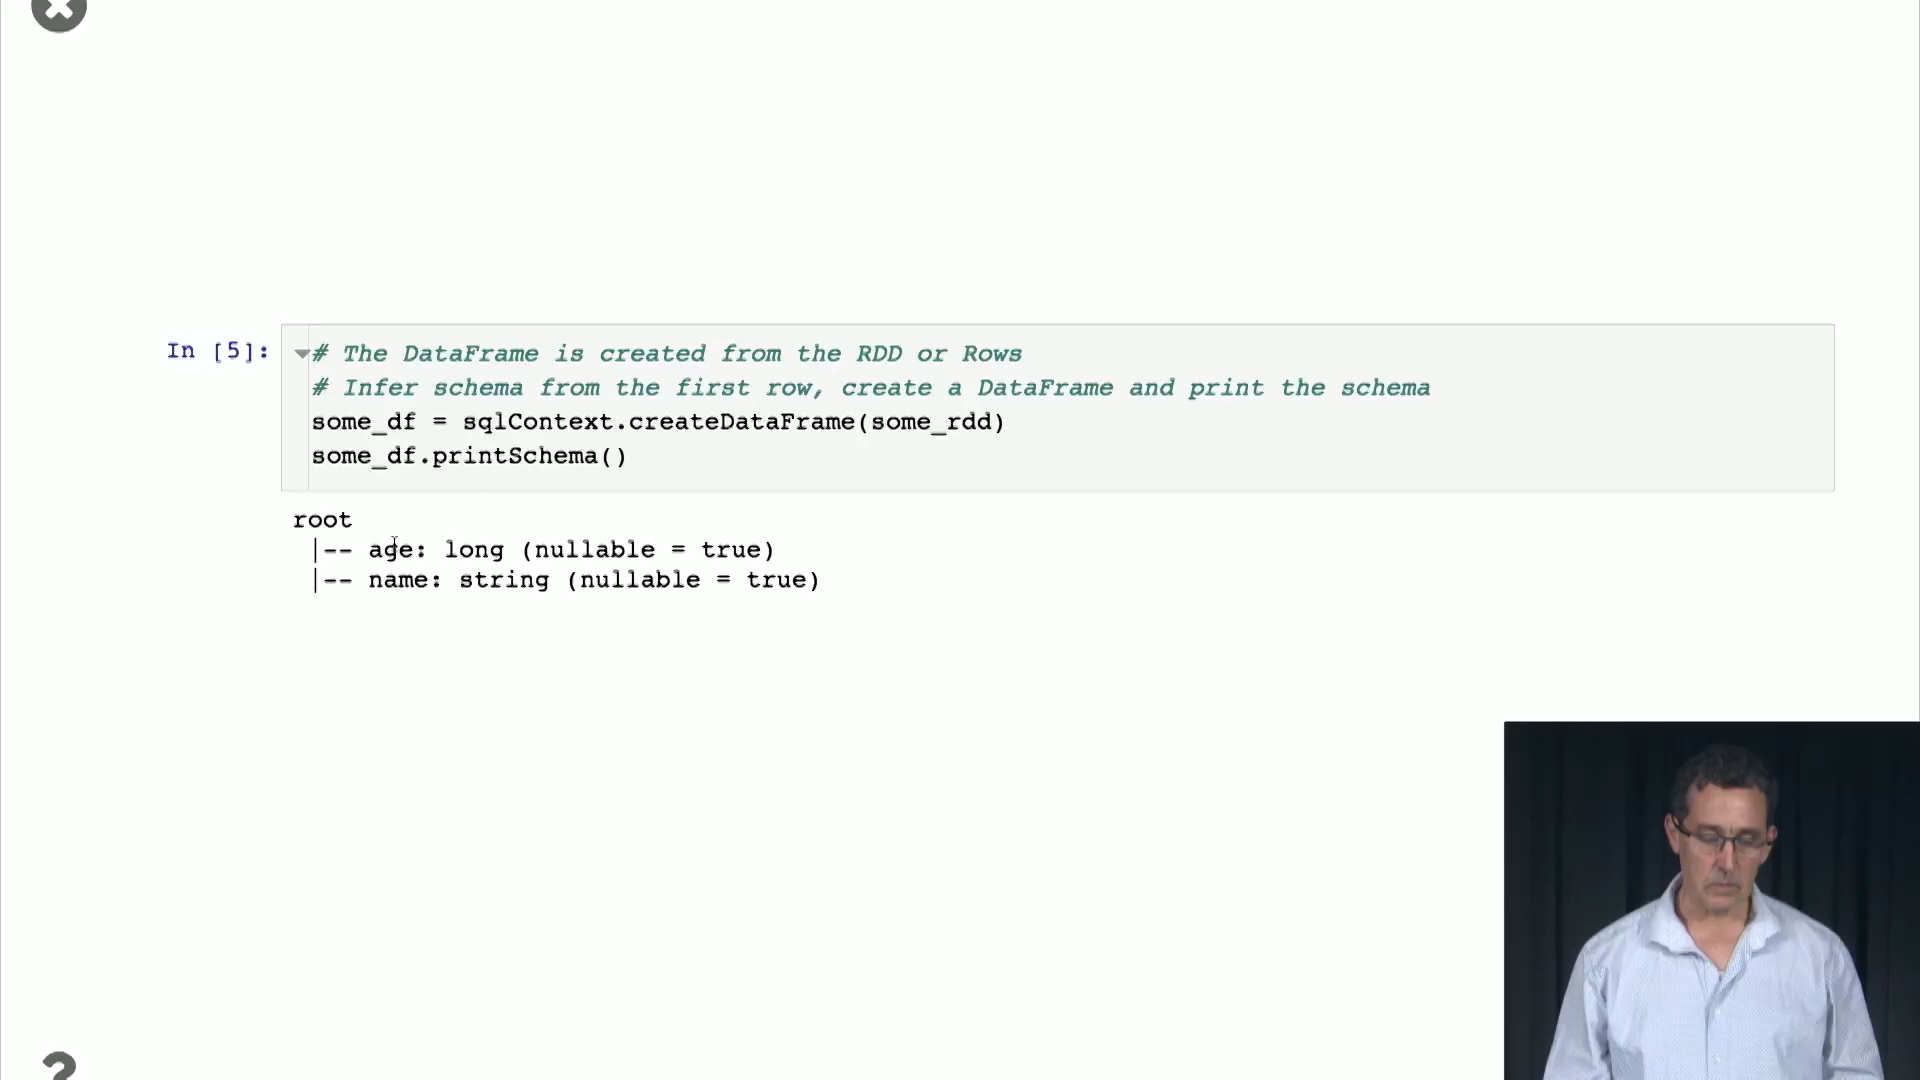 In [5]:
# The DataFrame is created from the RDD or Rows
# Infer schema from the first row, create a DataFrame and print the schema
some_df = sqlContext.createDataFrame(some_rdd)
some_df.printSchema()
root
 |-- age: long (nullable = true)
 |-- name: string (nullable = true)
?